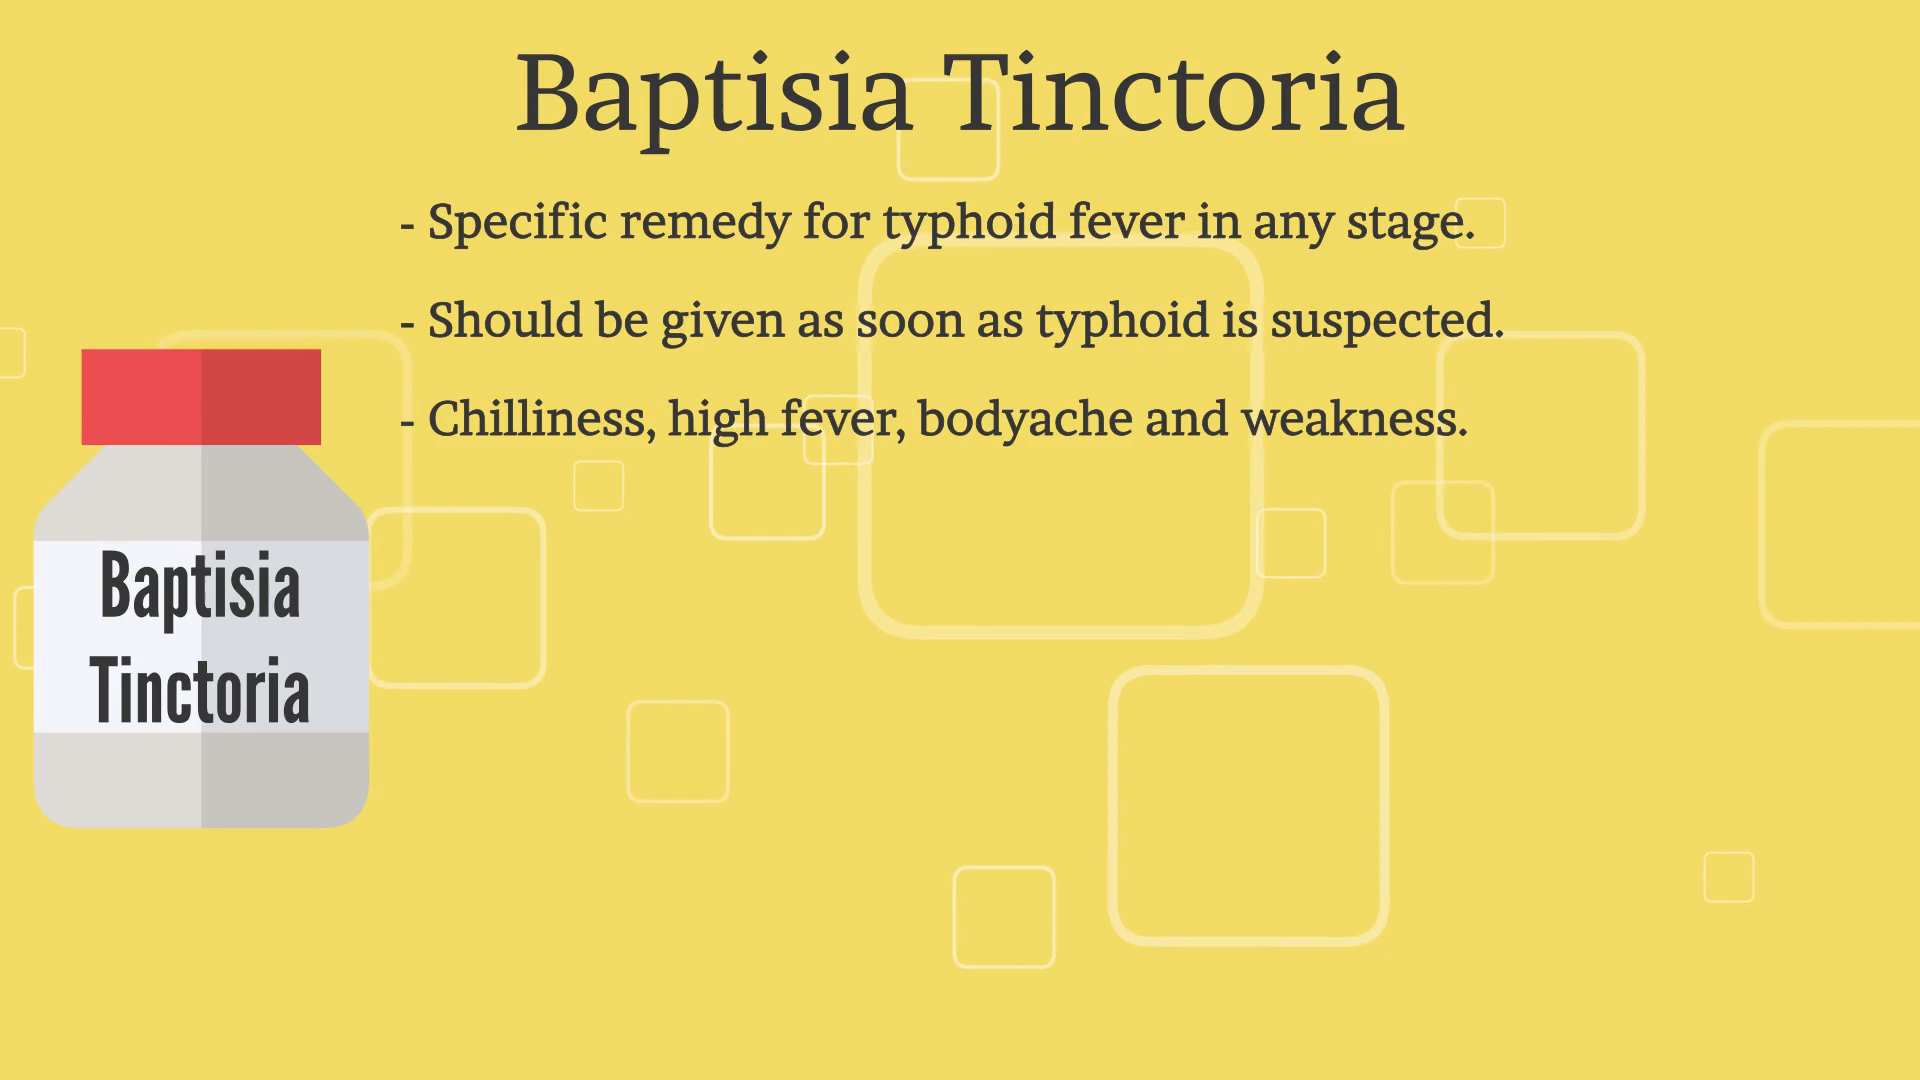 Baptisia Tinctoria
- Specific remedy for typhoid fever in any stage.
- Should be given as soon as typhoid is suspected.
- Chilliness, high fever, bodyache and weakness.
Baptisia
Tinctoria